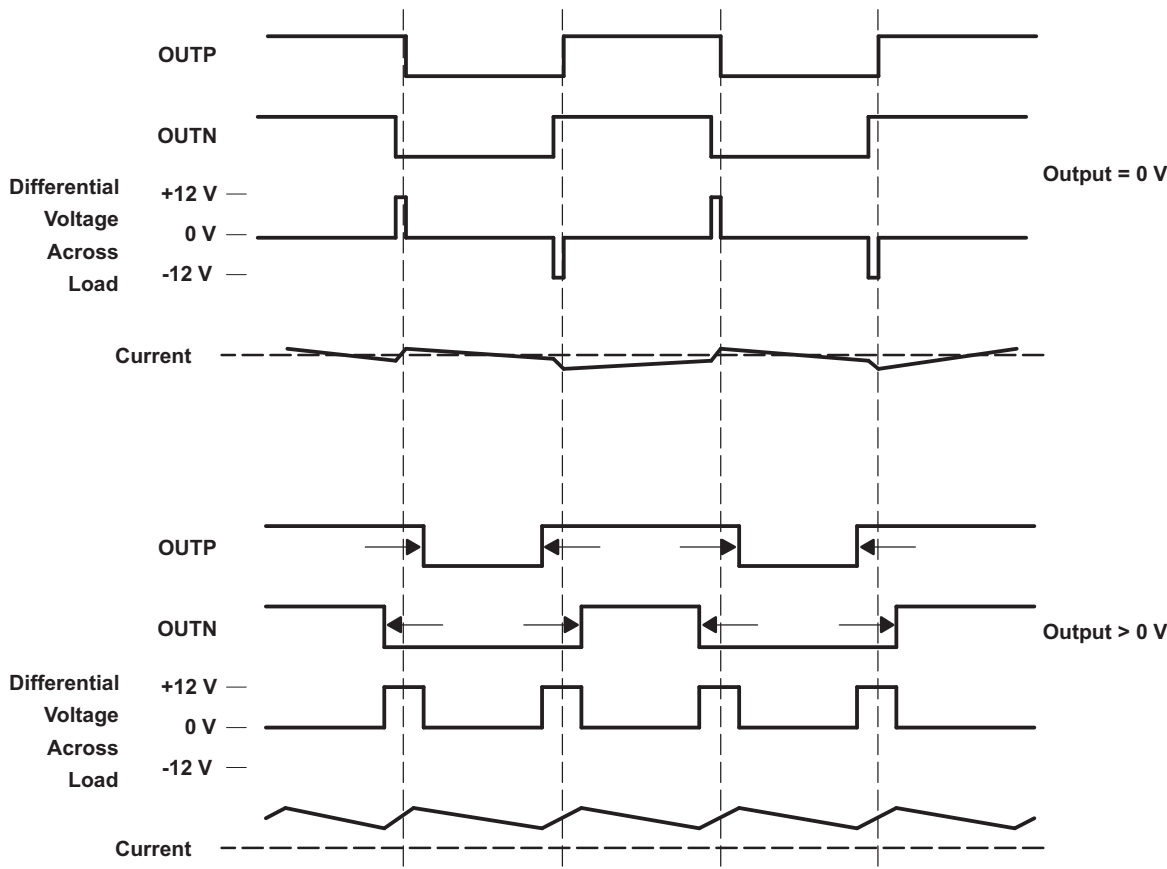 OUTP
OUTN
Output = 0 V
Differential
Voltage
Across
Load
+12 V
0 V
-12 V
Current
OUTP
OUTN
Output > 0 V
Differential
Voltage
Across
Load
+12 V
0 V
-12 V
Current